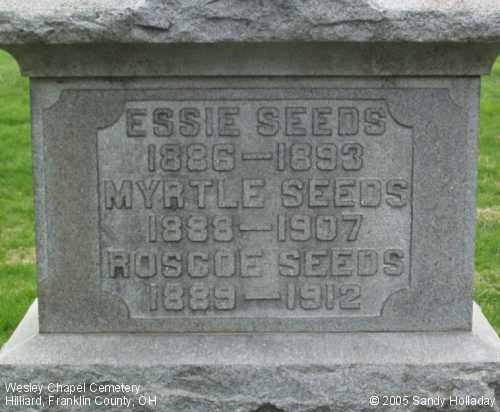 ESSIE SEEDS
1886—1893
MYRTLE SEEDS
1888—1907
ROSCOE SEEDS
1889—1912
Wesley Chapel Cemetery
Hilliard, Franklin County, OH
© 2005 Sandy Holladay